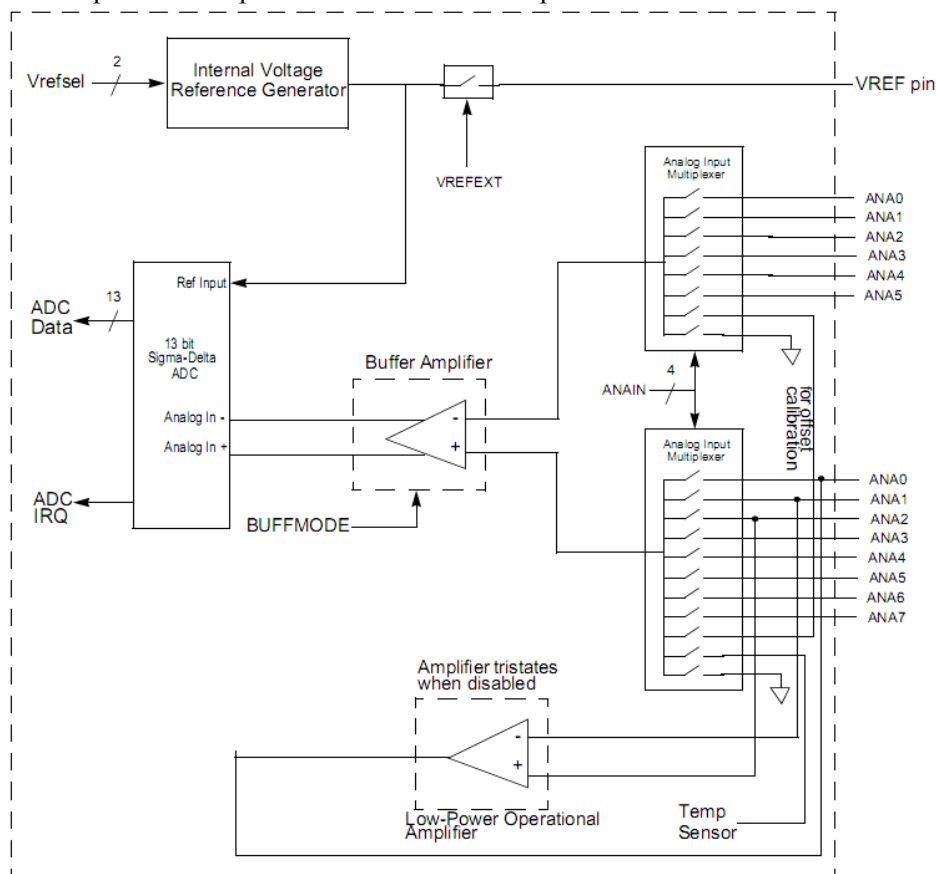 2
Vrefsel
Internal Voltage
Reference Generator
VREF pin
VREFEXT
Analog Input
Multiplexer
ANA0
ANA1
ANA2
ANA3
ANA4
ANA5
Ref Input
13
ADC
Data
13 bit
Sigma-Delta
ADC
Buffer Amplifier
4
ANAIN
for offset
calibration
Analog In -
Analog In +
-
+
Analog Input
Multiplexer
ANA0
ANA1
ANA2
ANA3
ANA4
ANA5
ANA6
ANA7
ADC
IRQ
BUFFMODE
Amplifier tristates
when disabled
-
+
Low-Power Operational
Amplifier
Temp
Sensor